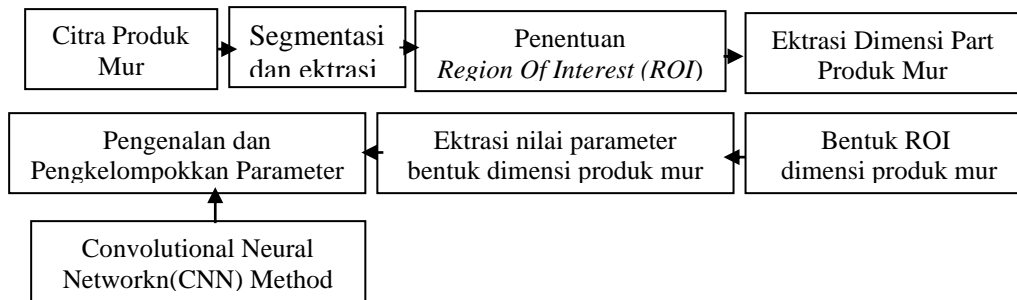 Citra Produk
Mur
Segmentasi
dan ektrasi
Penentuan
Region Of Interest (ROI)
Ektrasi Dimensi Part
Produk Mur
Bentuk ROI
dimensi produk mur
Ektrasi nilai parameter
bentuk dimensi produk mur
Pengenalan dan
Pengkelompokkan Parameter
Convolutional Neural
Networkn(CNN) Method